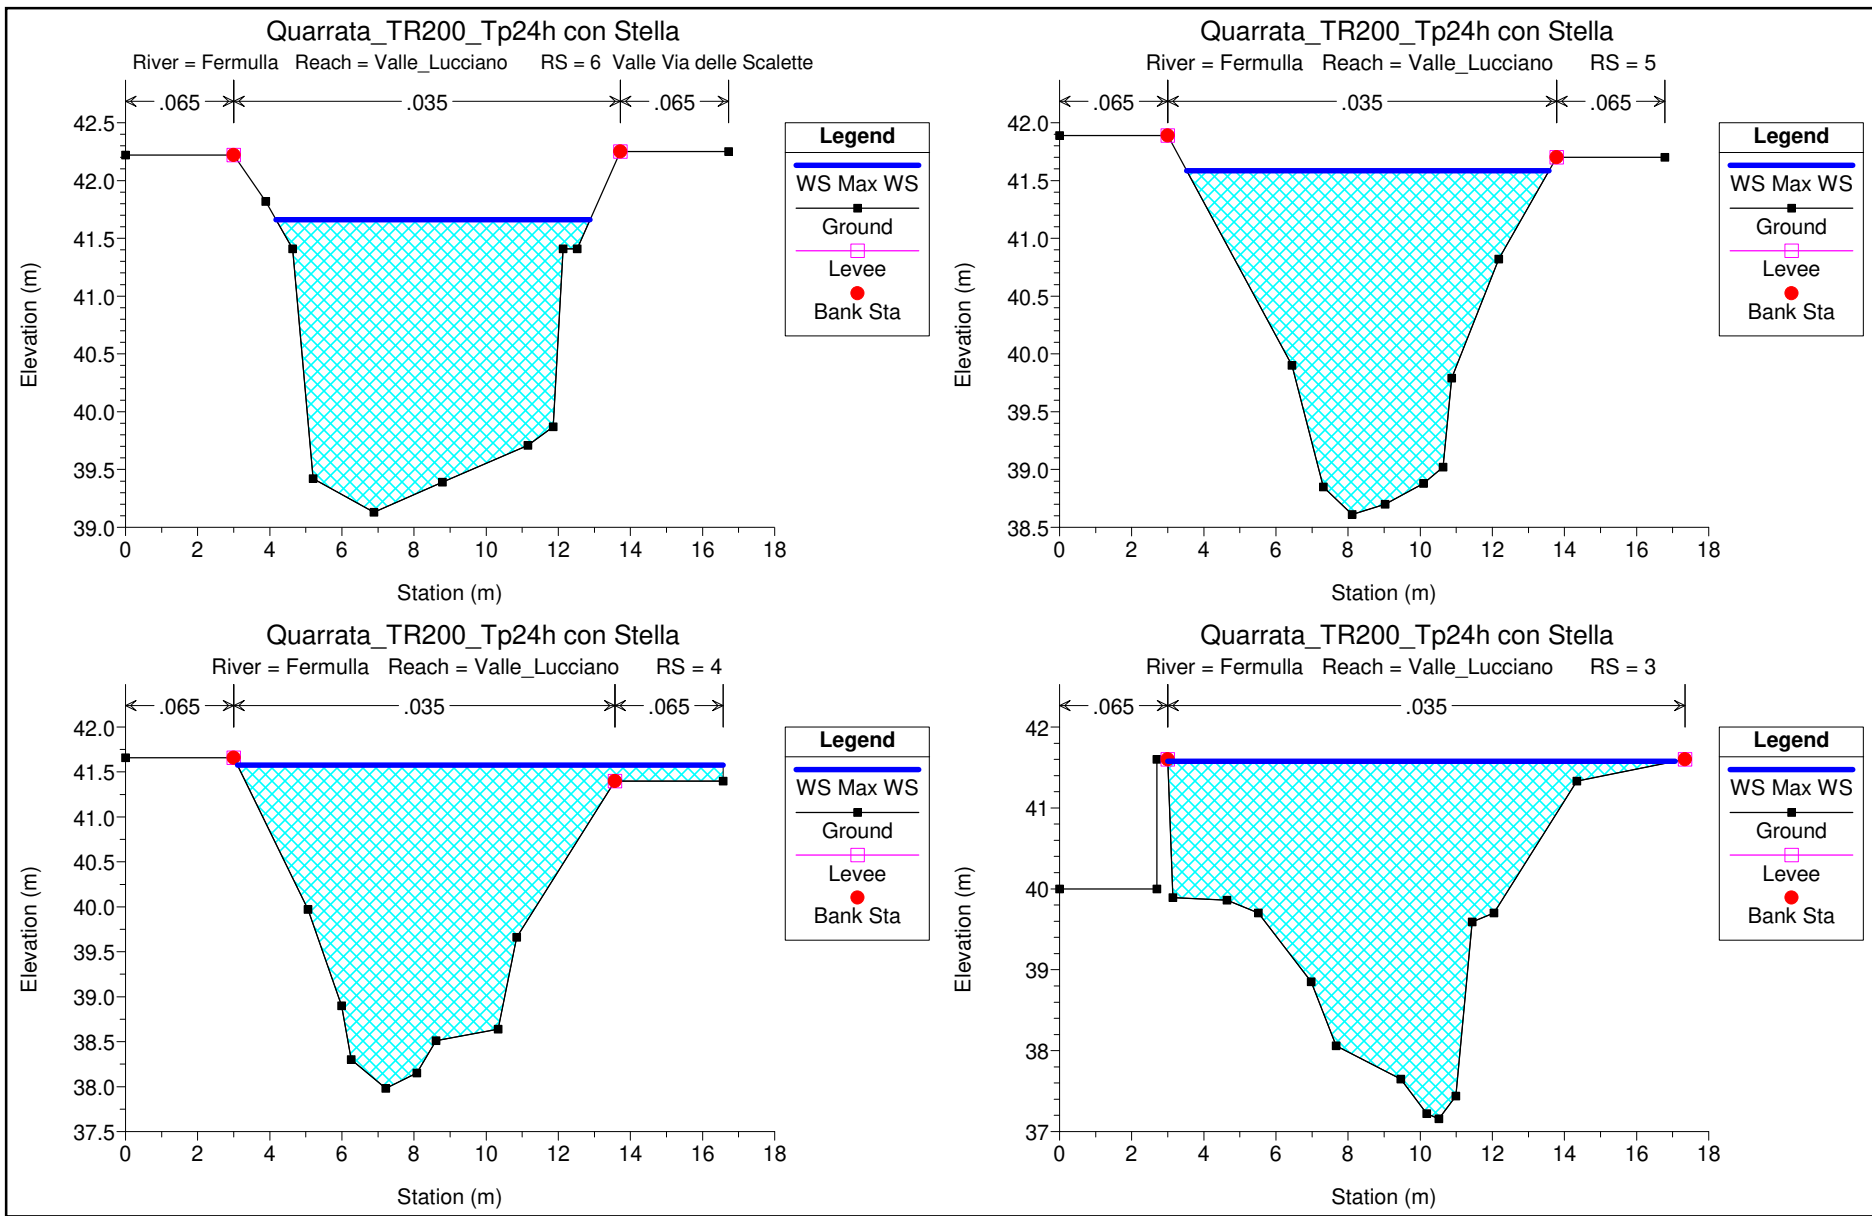 Quarrata_TR200_Tp24h con Stella
River = Fermulla Reach = Valle_Lucciano RS = 6 Valle Via delle Scalette
.065 .035 .065
42.5
42.0
41.5
41.0
40.5
40.0
39.5
39.0
0 2 4 6 8 10 12 14 16 18
Station (m)
Elevation (m)
Legend
WS Max WS
Ground
Levee
Bank Sta
Quarrata_TR200_Tp24h con Stella
River = Fermulla Reach = Valle_Lucciano RS = 5
.065 .035 .065
42.0
41.5
41.0
40.5
40.0
39.5
39.0
38.5
0 2 4 6 8 10 12 14 16 18
Station (m)
Elevation (m)
Legend
WS Max WS
Ground
Levee
Bank Sta
Quarrata_TR200_Tp24h con Stella
River = Fermulla Reach = Valle_Lucciano RS = 4
.065 .035 .065
42.0
41.5
41.0
40.5
40.0
39.5
39.0
38.5
38.0
37.5
0 2 4 6 8 10 12 14 16 18
Station (m)
Elevation (m)
Legend
WS Max WS
Ground
Levee
Bank Sta
Quarrata_TR200_Tp24h con Stella
River = Fermulla Reach = Valle_Lucciano RS = 3
.065 .035
42
41
40
39
38
37
0 2 4 6 8 10 12 14 16 18
Station (m)
Elevation (m)
Legend
WS Max WS
Ground
Levee
Bank Sta